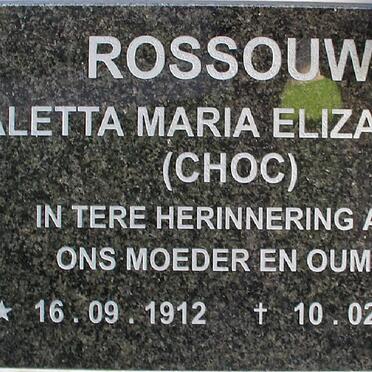 ROSSOUW
ALETTA MARIA ELIZA
(CHOC)
IN TERE HERINNERING A
ONS MOEDER EN OUM
★ 16.09.1912 † 10.02